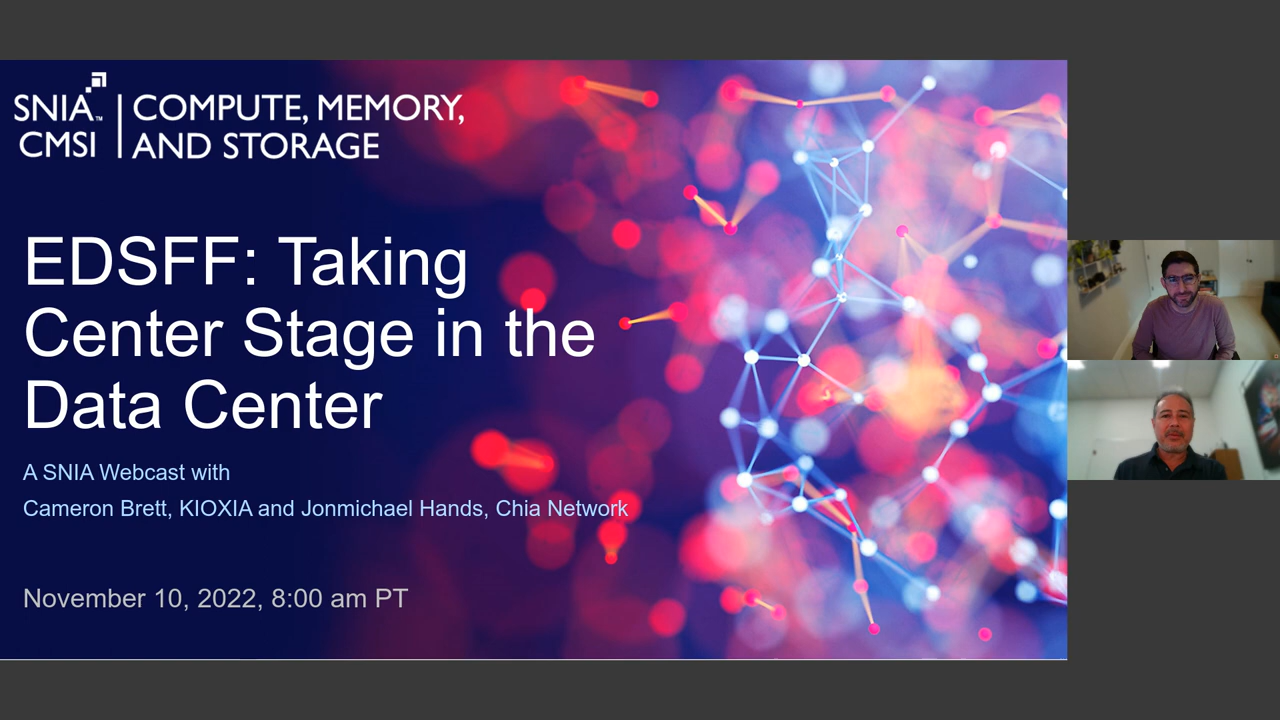 SNIA™ | COMPUTE, MEMORY,
CMSI | AND STORAGE
EDSFF: Taking
Center Stage in the
Data Center
A SNIA Webcast with
Cameron Brett, KIOXIA and Jonmichael Hands, Chia Network
November 10, 2022, 8:00 am PT